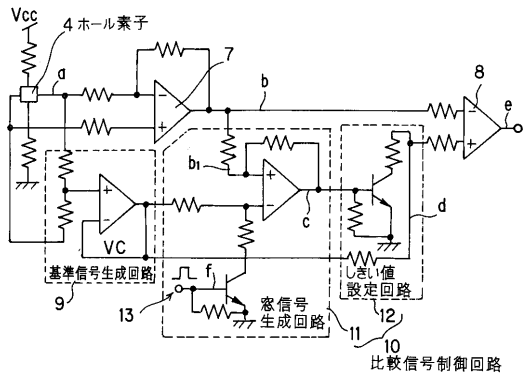 Vcc
4 ホール素子
a
7
b
8
e
b1
c
d
VC
基準信号生成回路
9
f
13
窓信号
生成回路
11
しきい値
設定回路
12
10
比較信号制御回路